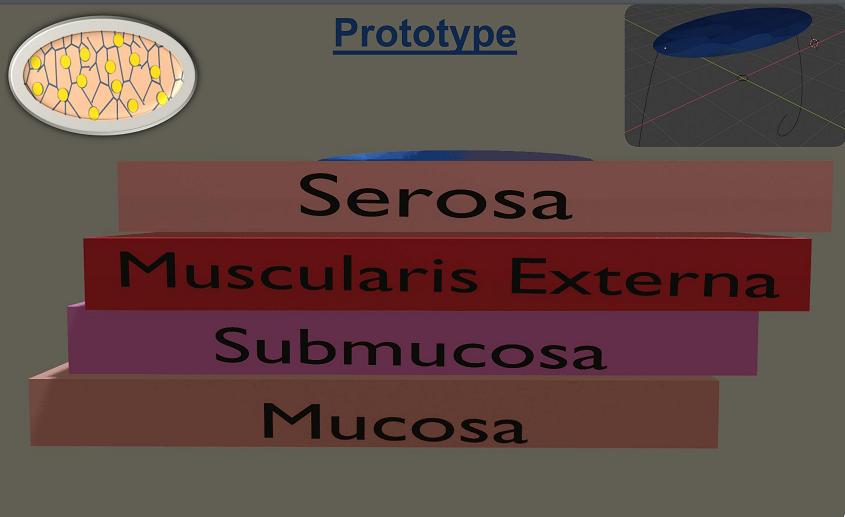 Prototype
Serosa
Muscularis Externa
Submucosa
Mucosa